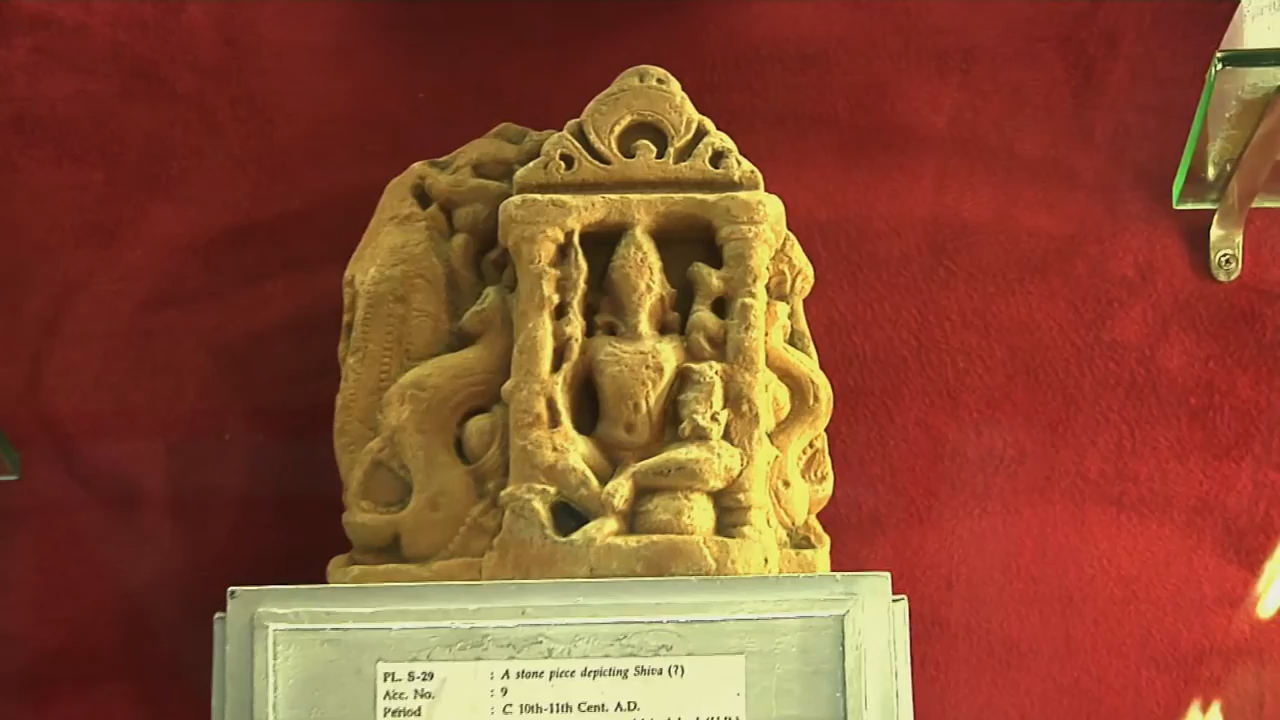 PL. S-29 : A stone piece depicting Shiva (?)
Acc. No. : 9
Period : C 10th-11th Cent. A.D.